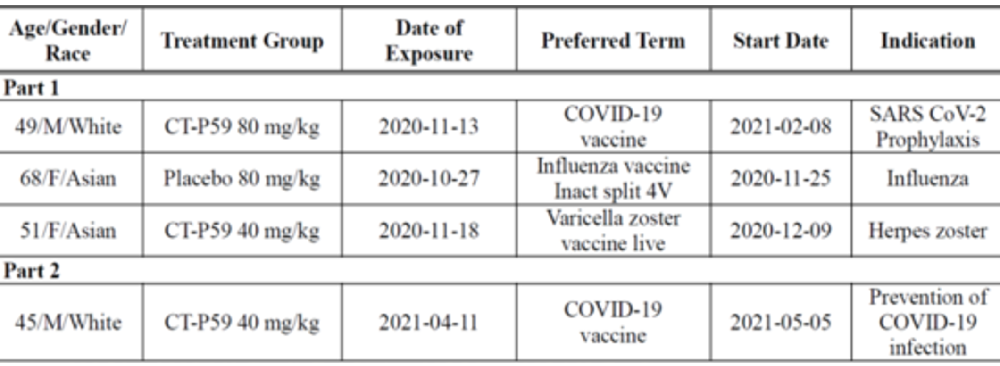 Age/Gender/
Race
Treatment Group
Date of
Exposure
Preferred Term
Start Date
Indication
Part 1
49/M/White
CT-P59 80 mg/kg
2020-11-13
COVID-19
vaccine
2021-02-08
SARS CoV-2
Prophylaxis
68/F/Asian
Placebo 80 mg/kg
2020-10-27
Influenza vaccine
Inact split 4V
2020-11-25
Influenza
51/F/Asian
CT-P59 40 mg/kg
2020-11-18
Varicella zoster
vaccine live
2020-12-09
Herpes zoster
Part 2
45/M/White
CT-P59 40 mg/kg
2021-04-11
COVID-19
vaccine
2021-05-05
Prevention of
COVID-19
infection